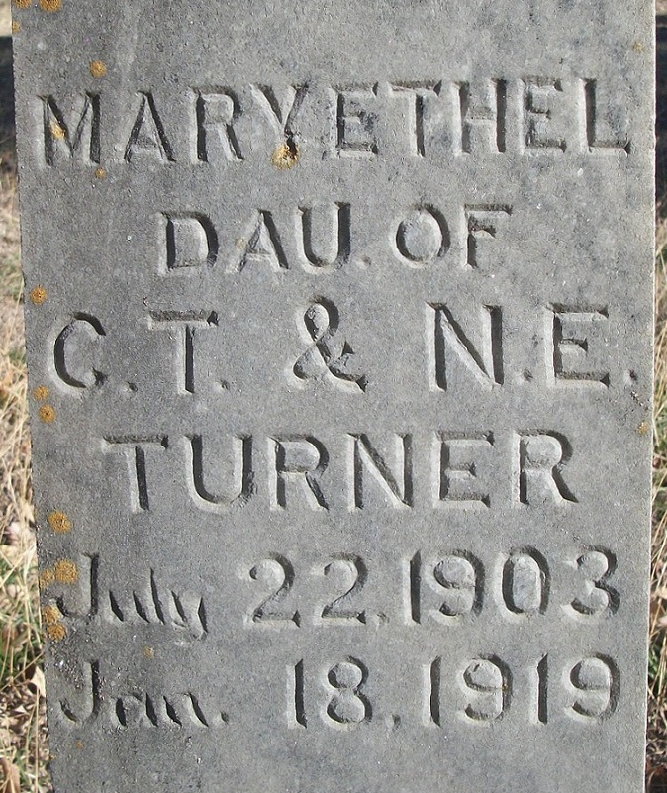 MARY ETHEL
DAU. OF
C. T. & N. E.
TURNER
July 22, 1903
Jan. 18, 1919